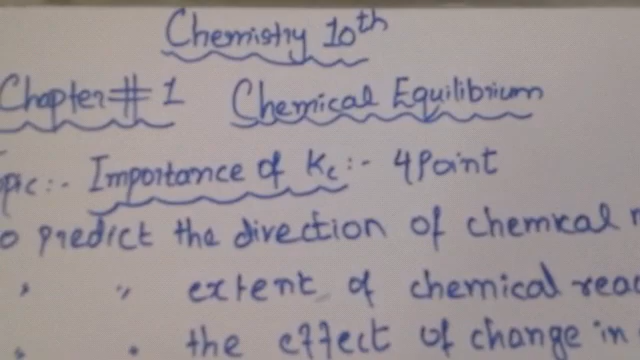 Chemistry 10th
Chapter# 1 Chemical Equilibrium
Importance of Kc:- 4 Point
predict the direction of chemical
" " extent of chemical
" " the effect of change in